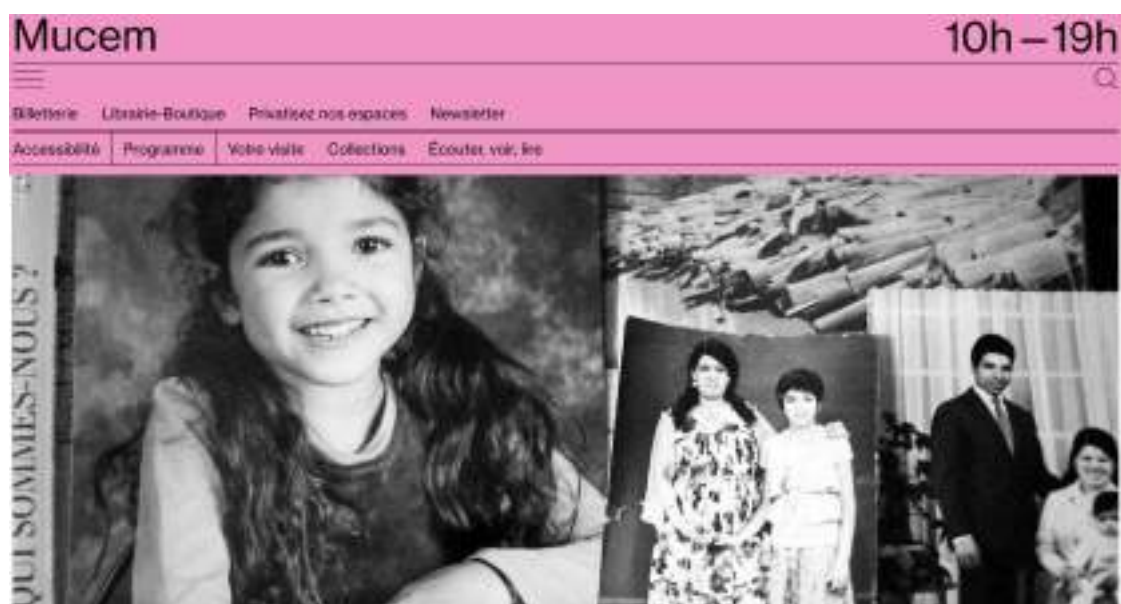 Mucem
10h – 19h
Billetterie Librairie-Boutique Privatisez nos espaces Newsletter
Accessibilité Programme Votre visite Collections Écouter, voir, lire
QUI SOMMES-NOUS ?